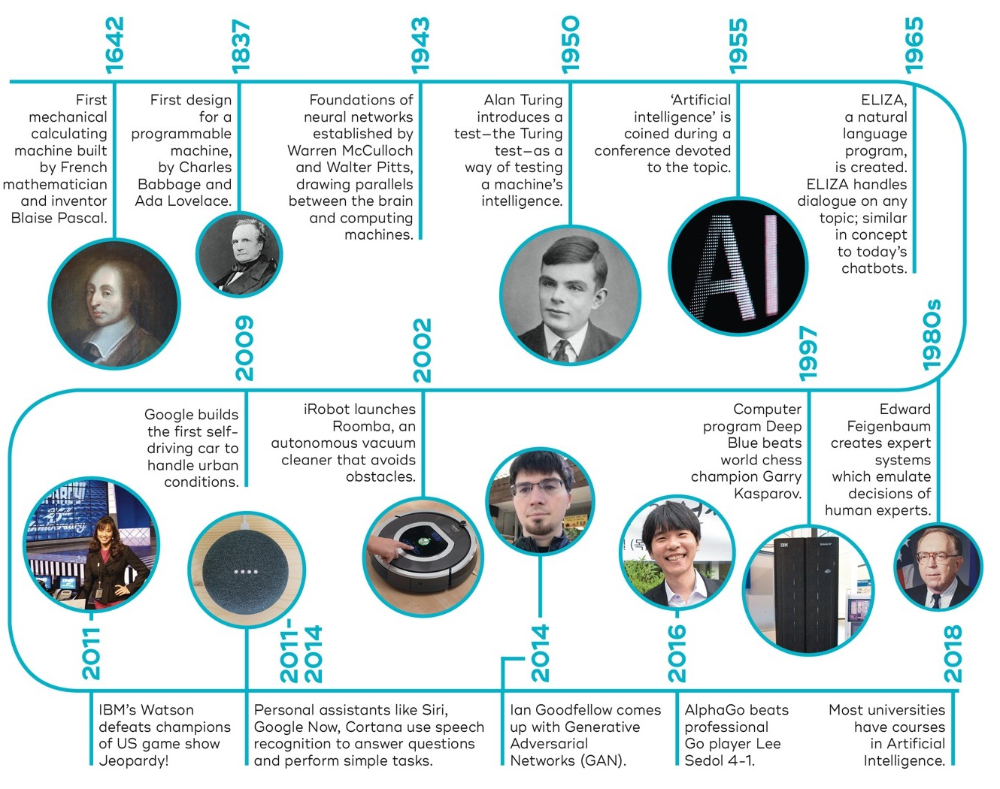 1642
First
mechanical
calculating
machine built
by French
mathematician
and inventor
Blaise Pascal.
1837
First design
for a
programmable
machine,
by Charles
Babbage and
Ada Lovelace.
1943
Foundations of
neural networks
established by
Warren McCulloch
and Walter Pitts,
drawing parallels
between the brain
and computing
machines.
1950
Alan Turing
introduces a
test—the Turing
test—as a
way of testing
a machine’s
intelligence.
1955
‘Artificial
intelligence’ is
coined during a
conference devoted
to the topic.
AI
1965
ELIZA,
a natural
language
program,
is created.
ELIZA handles
dialogue on any
topic; similar
in concept
to today’s
chatbots.
1980s
Edward
Feigenbaum
creates expert
systems
which emulate
decisions of
human experts.
1997
Computer
program Deep
Blue beats
world chess
champion Garry
Kasparov.
IBM
2002
iRobot launches
Roomba, an
autonomous vacuum
cleaner that avoids
obstacles.
2009
Google builds
the first self-
driving car to
handle urban
conditions.
2011
IBM’s Watson
defeats champions
of US game show
Jeopardy!
2011-
2014
Personal assistants like Siri,
Google Now, Cortana use speech
recognition to answer questions
and perform simple tasks.
2014
Ian Goodfellow comes
up with Generative
Adversarial
Networks (GAN).
2016
AlphaGo beats
professional
Go player Lee
Sedol 4-1.
2018
Most universities
have courses
in Artificial
Intelligence.